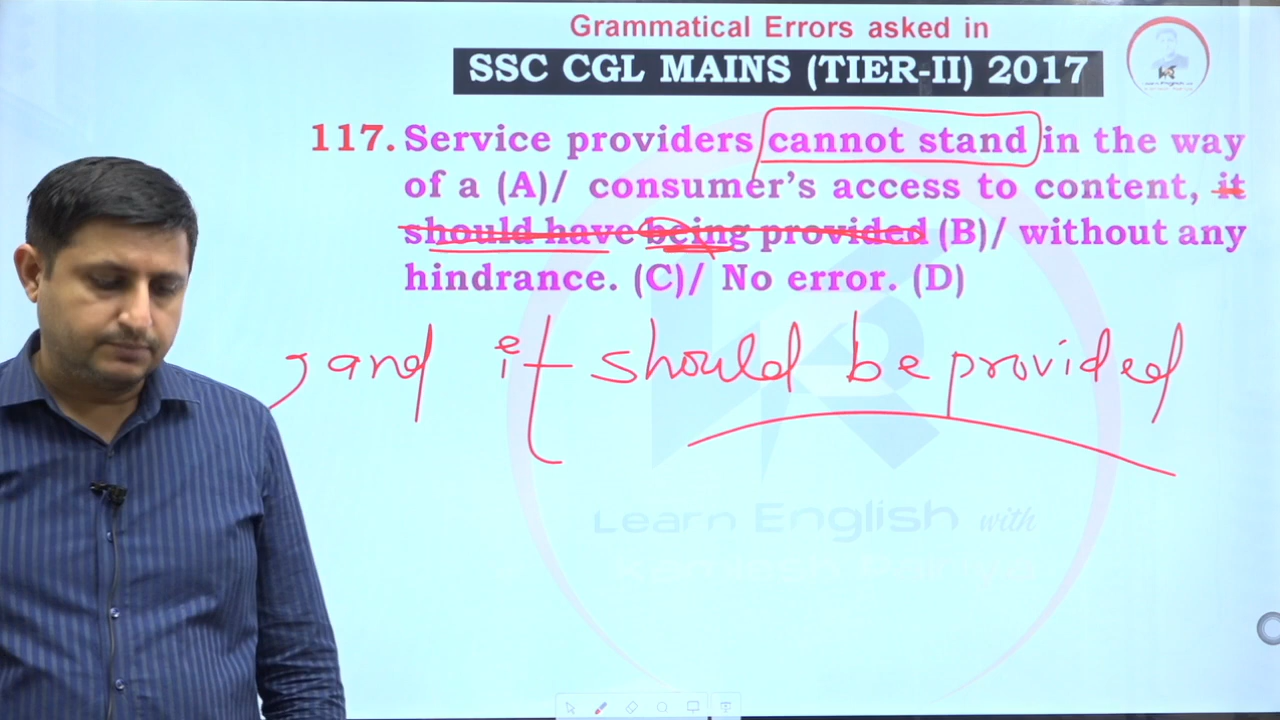 Grammatical Errors asked in
SSC CGL MAINS (TIER-II) 2017
117. Service providers cannot stand in the way
of a (A)/ consumer's access to content, it
should have being provided (B)/ without any
hindrance. (C)/ No error. (D)
, and it should be provided
Learn English with